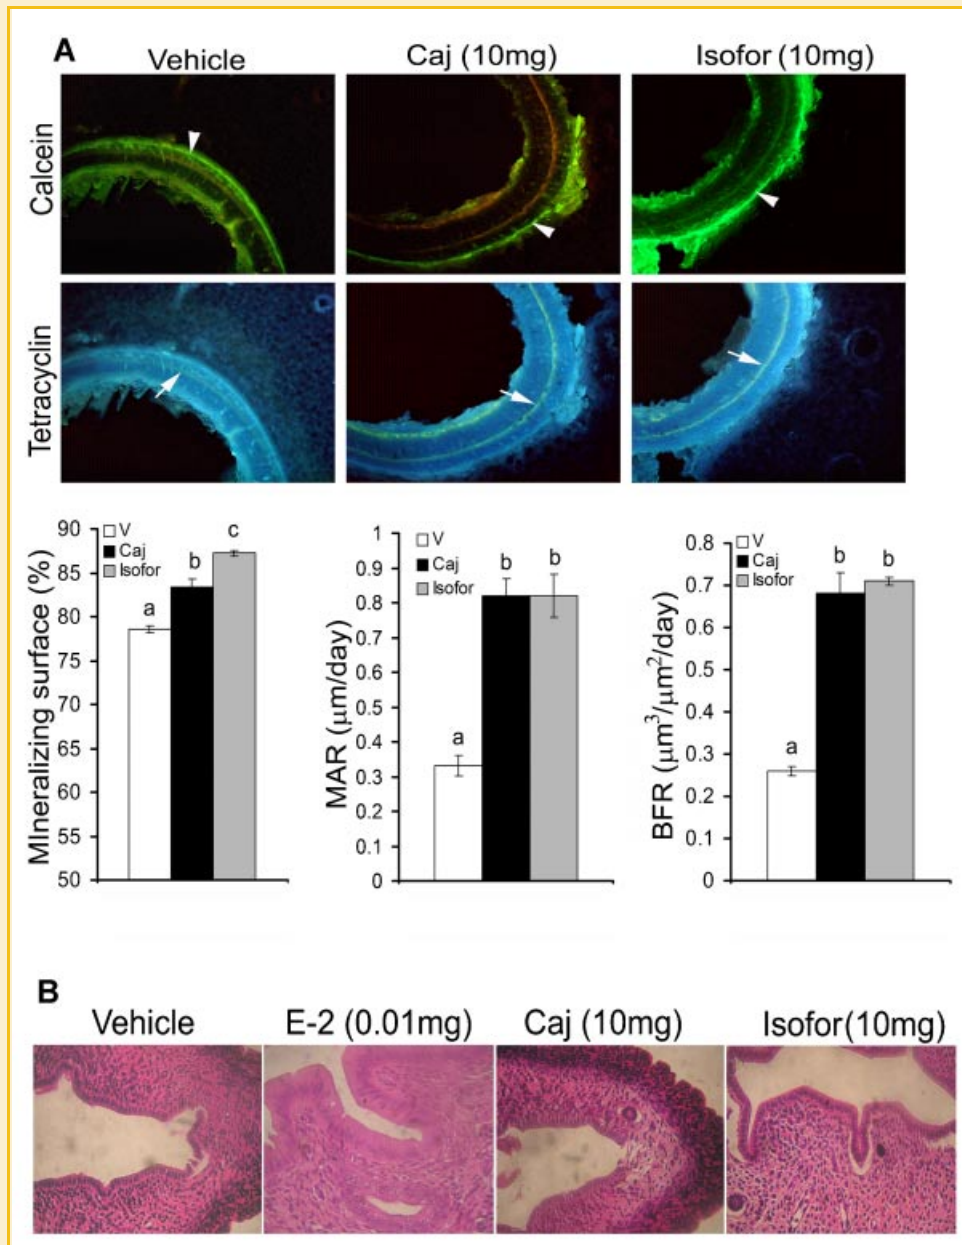 A
Vehicle
Caj (10mg)
Isofor (10mg)
Calcein
Tetracyclin
MIneralizing surface (%)
90
85
80
75
70
65
60
55
50
V
Caj
Isofor
a
b
c
MAR (μm/day)
1
0.9
0.8
0.7
0.6
0.5
0.4
0.3
0.2
0.1
0
V
Caj
Isofor
a
b
b
BFR (μm³/μm²/day)
0.8
0.7
0.6
0.5
0.4
0.3
0.2
0.1
0
V
Caj
Isofor
a
b
b
B
Vehicle
E-2 (0.01mg)
Caj (10mg)
Isofor(10mg)